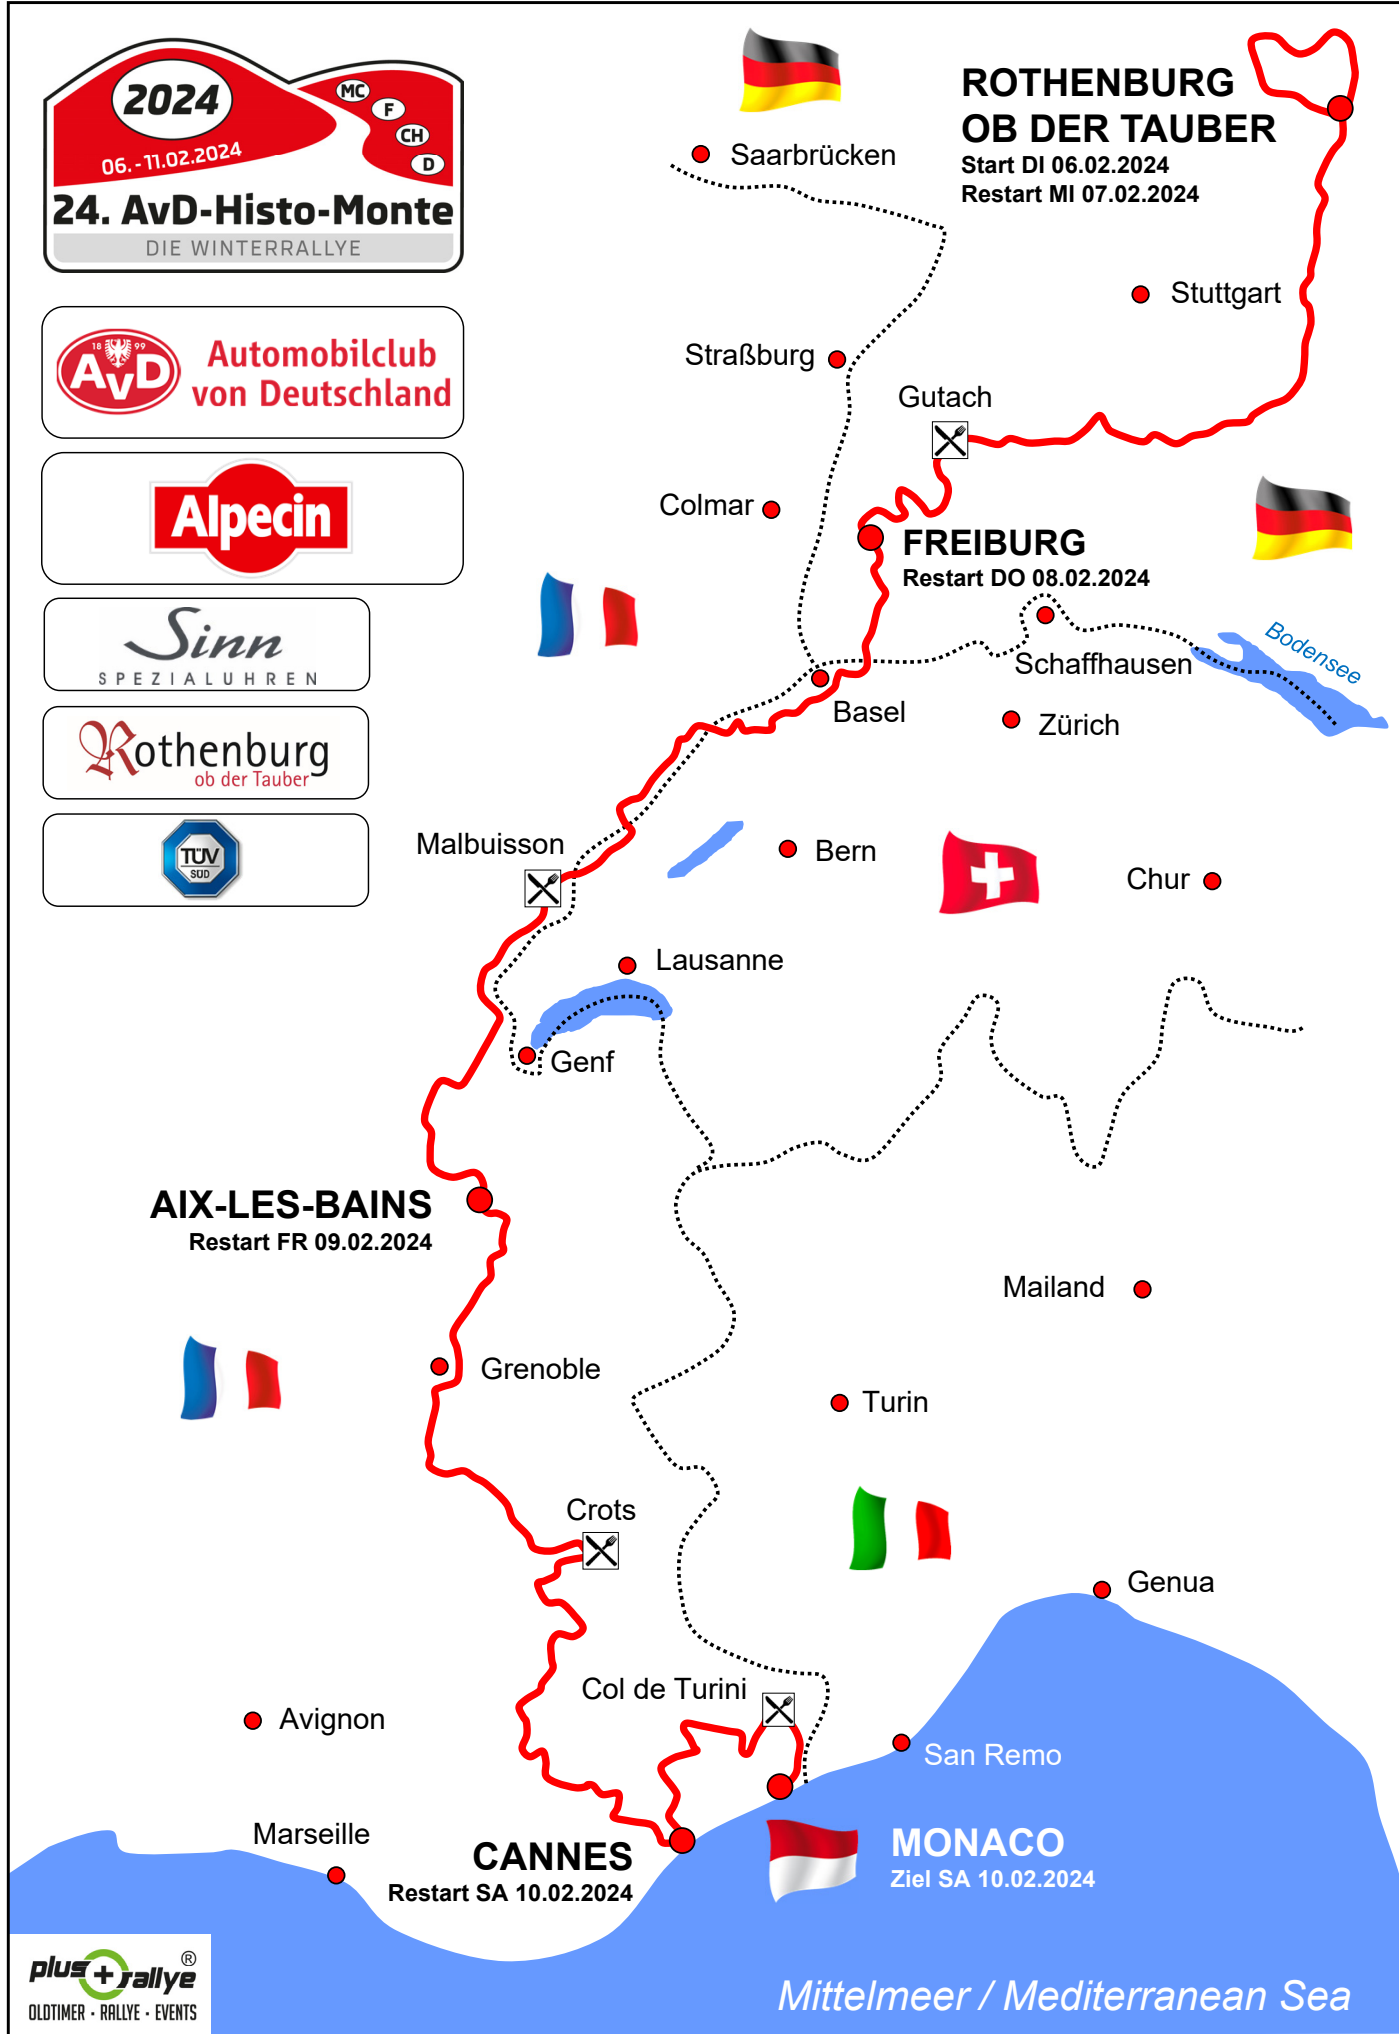 2024
06.-11.02.2024
MC
F
CH
D
24. AvD-Histo-Monte
DIE WINTERRALLYE
18 99
AvD
Automobilclub
von Deutschland
Alpecin
Sinn
SPEZIALUHREN
Rothenburg
ob der Tauber
TÜV
SÜD
ROTHENBURG
OB DER TAUBER
Start DI 06.02.2024
Restart MI 07.02.2024
Saarbrücken
Stuttgart
Straßburg
Gutach
Colmar
FREIBURG
Restart DO 08.02.2024
Schaffhausen
Bodensee
Basel
Zürich
Malbuisson
Bern
Chur
Lausanne
Genf
AIX-LES-BAINS
Restart FR 09.02.2024
Mailand
Grenoble
Turin
Crots
Genua
Col de Turini
Avignon
San Remo
Marseille
CANNES
Restart SA 10.02.2024
MONACO
Ziel SA 10.02.2024
plus+rallye®
OLDTIMER · RALLYE · EVENTS
Mittelmeer / Mediterranean Sea